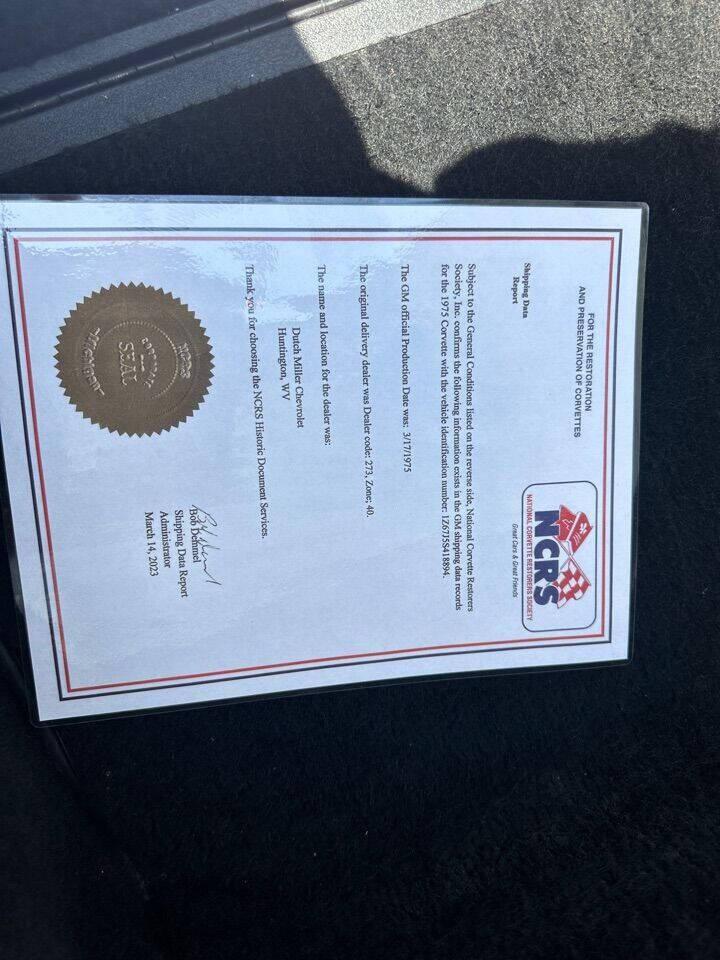 FOR THE RESTORATION
AND PRESERVATION OF CORVETTES
NCRS
NATIONAL CORVETTE RESTORERS SOCIETY
Great Cars & Great Friends
Shipping Data
Report
Subject to the General Conditions listed on the reverse side, National Corvette Restorers
Society, Inc. confirms the following information exists in the GM shipping data records
for the 1975 Corvette with the vehicle identification number: 1Z67J5S418894.
The GM official Production Date was: 3/17/1975
The original delivery dealer was Dealer code: 273, Zone; 40.
The name and location for the dealer was:
Dutch Miller Chevrolet
Huntington, WV
Thank you for choosing the NCRS Historic Document Services.
Bob Demmel
Shipping Data Report
Administrator
March 14, 2023
NCRS
SEAL